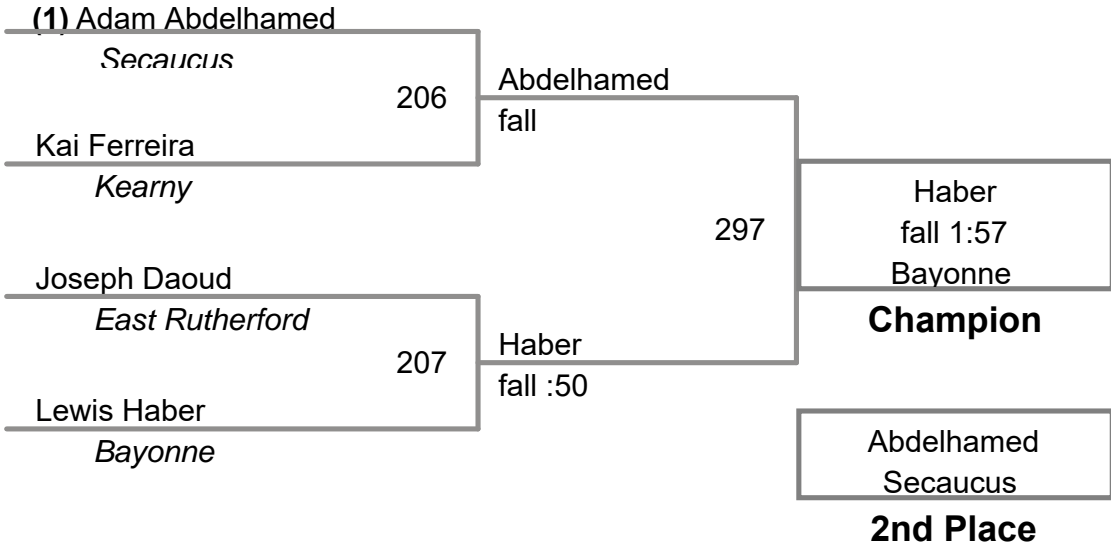 (1) Adam Abdelhamed
Secaucus
206
Abdelhamed
fall
Kai Ferreira
Kearny
297
Haber
fall 1:57
Bayonne
Champion
Joseph Daoud
East Rutherford
207
Haber
fall :50
Lewis Haber
Bayonne
Abdelhamed
Secaucus
2nd Place